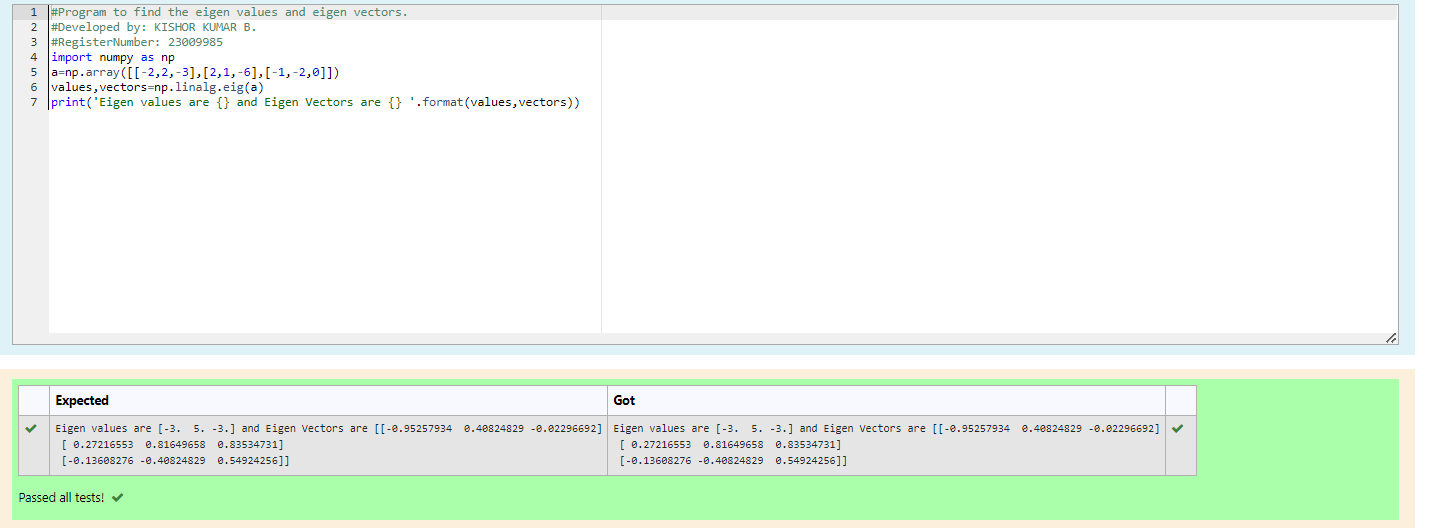 1 #Program to find the eigen values and eigen vectors.
2 #Developed by: KISHOR KUMAR B.
3 #RegisterNumber: 23009985
4 import numpy as np
5 a=np.array([[-2,2,-3],[2,1,-6],[-1,-2,0]])
6 values,vectors=np.linalg.eig(a)
7 print('Eigen values are {} and Eigen Vectors are {} '.format(values,vectors))
Expected Got
Eigen values are [-3.  5. -3.] and Eigen Vectors are [[-0.95257934  0.40824829 -0.02296692] Eigen values are [-3.  5. -3.] and Eigen Vectors are [[-0.95257934  0.40824829 -0.02296692]
[ 0.27216553  0.81649658  0.83534731] [ 0.27216553  0.81649658  0.83534731]
[-0.13608276 -0.40824829  0.54924256]] [-0.13608276 -0.40824829  0.54924256]]
Passed all tests!